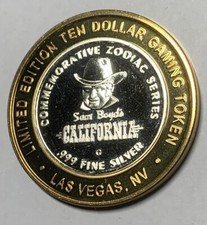 LIMITED EDITION TEN DOLLAR GAMING TOKEN
COMMEMORATIVE ZODIAC SERIES
Sam Boyd's
CALIFORNIA
G
.999 FINE SILVER
• LAS VEGAS, NV •